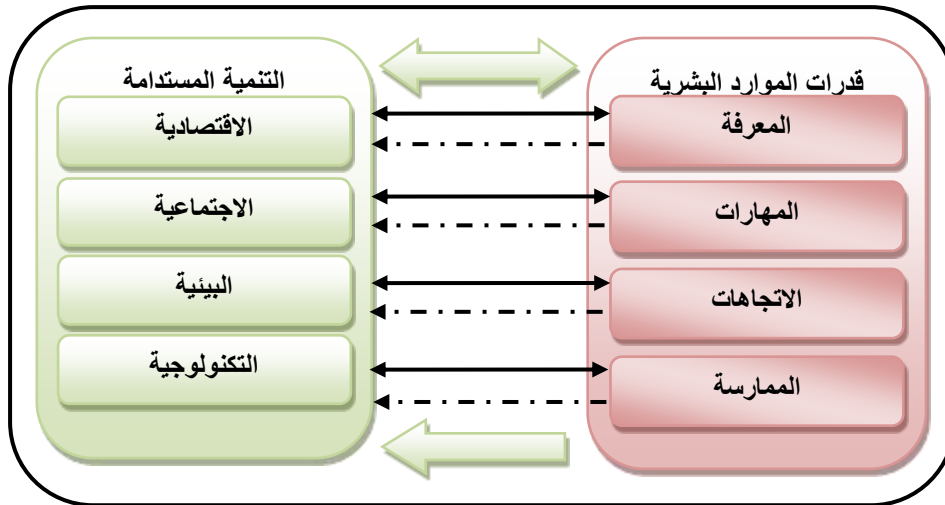 قدرات الموارد البشرية
المعرفة
المهارات
الاتجاهات
الممارسة
التنمية المستدامة
الاقتصادية
الاجتماعية
البيئية
التكنولوجية